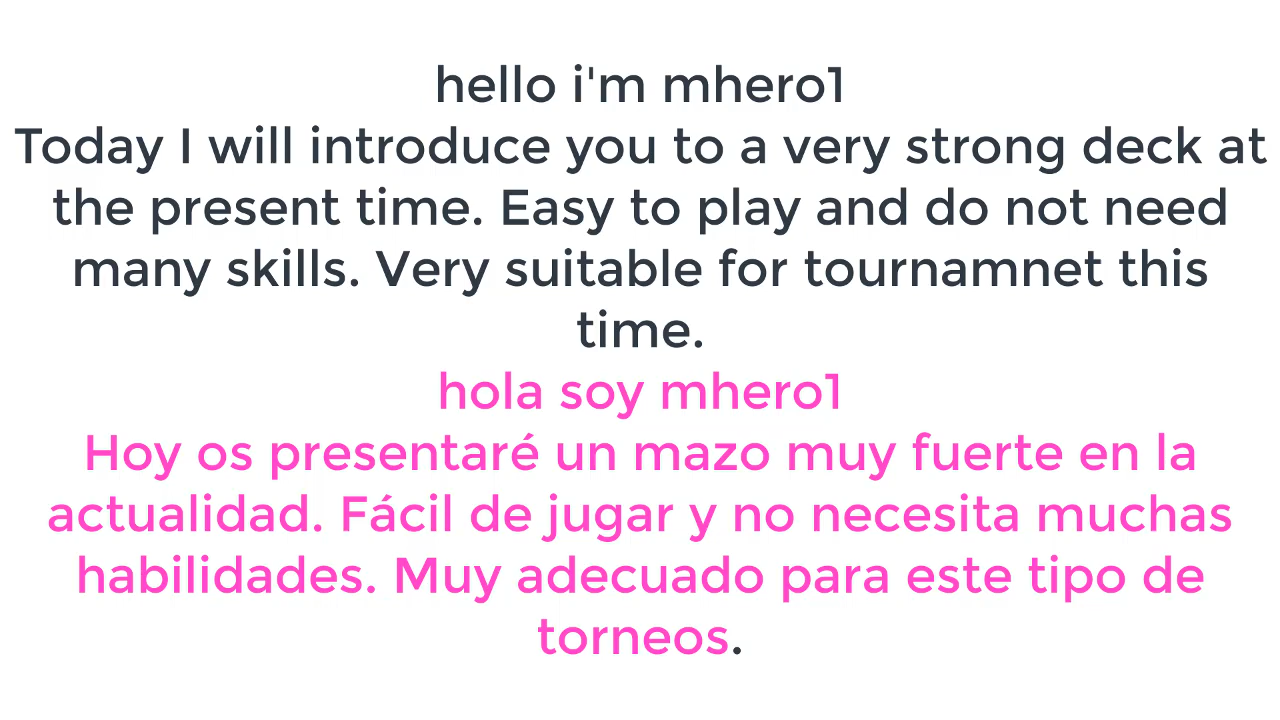 hello i'm mhero1
Today I will introduce you to a very strong deck at
the present time. Easy to play and do not need
many skills. Very suitable for tournamnet this
time.
hola soy mhero1
Hoy os presentaré un mazo muy fuerte en la
actualidad. Fácil de jugar y no necesita muchas
habilidades. Muy adecuado para este tipo de
torneos.